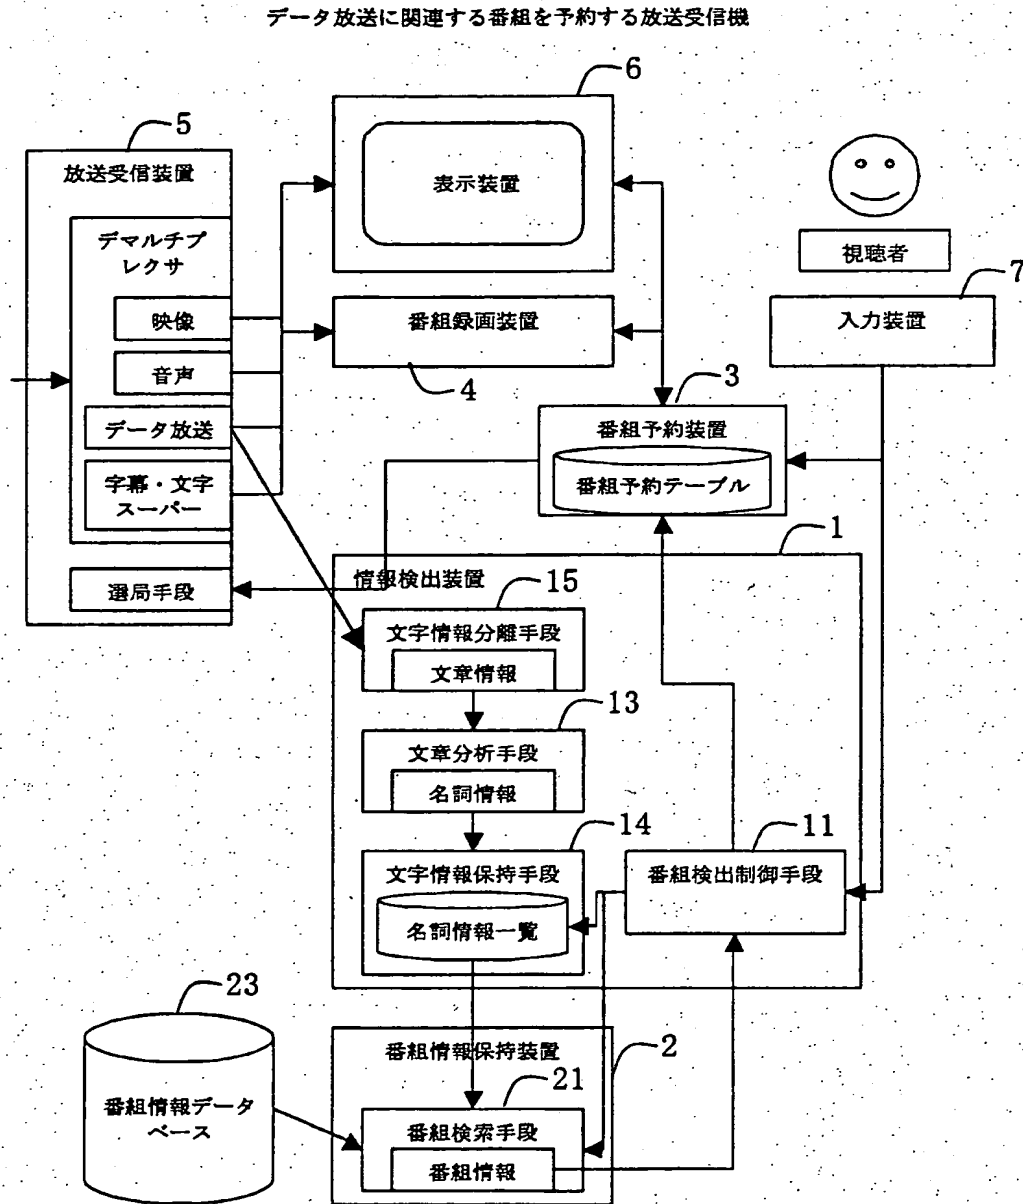 データ放送に関連する番組を予約する放送受信機
6
5
放送受信装置
表示装置
デマルチプ
レクサ
視聴者
7
映像
番組録画装置
入力装置
音声
4
3
データ放送
番組予約装置
字幕・文字
スーパー
番組予約テーブル
1
選局手段
情報検出装置
15
文字情報分離手段
文章情報
13
文章分析手段
名詞情報
14
11
文字情報保持手段
番組検出制御手段
名詞情報一覧
23
番組情報保持装置
2
21
番組情報データ
ベース
番組検索手段
番組情報